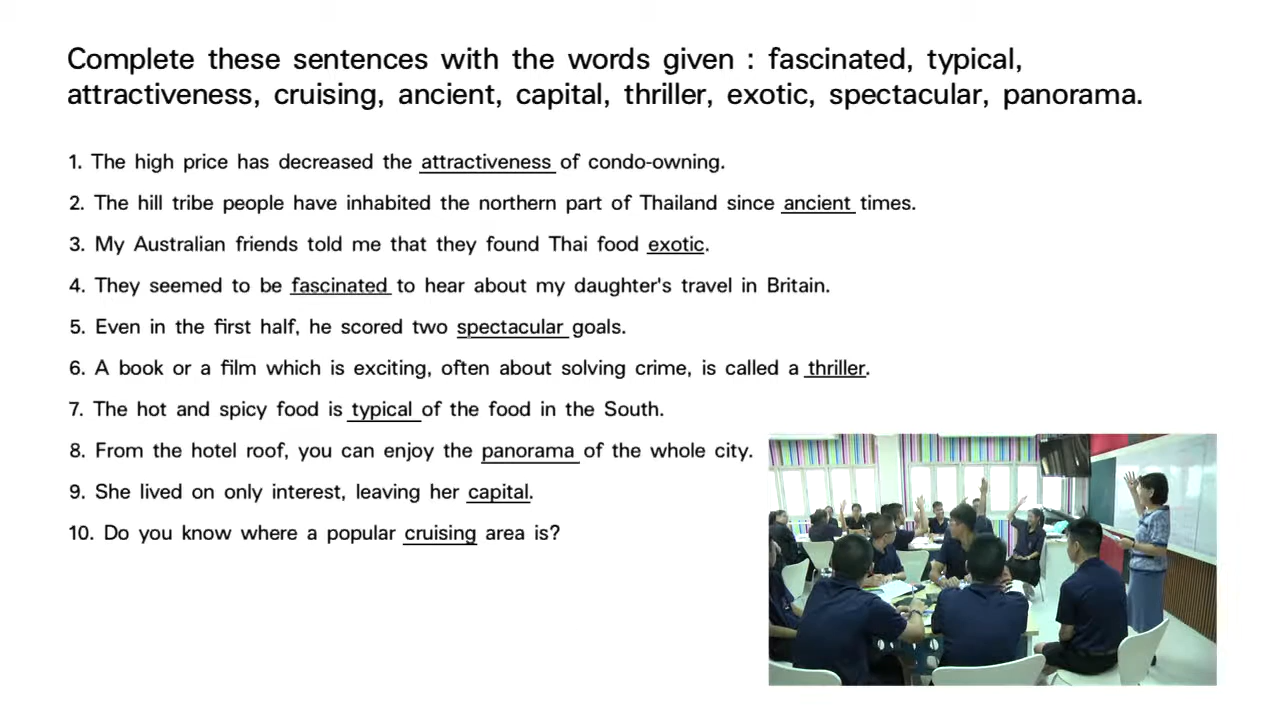 Complete these sentences with the words given : fascinated, typical,
attractiveness, cruising, ancient, capital, thriller, exotic, spectacular, panorama.
1. The high price has decreased the attractiveness of condo-owning.
2. The hill tribe people have inhabited the northern part of Thailand since ancient times.
3. My Australian friends told me that they found Thai food exotic.
4. They seemed to be fascinated to hear about my daughter's travel in Britain.
5. Even in the first half, he scored two spectacular goals.
6. A book or a film which is exciting, often about solving crime, is called a thriller.
7. The hot and spicy food is typical of the food in the South.
8. From the hotel roof, you can enjoy the panorama of the whole city.
9. She lived on only interest, leaving her capital.
10. Do you know where a popular cruising area is?